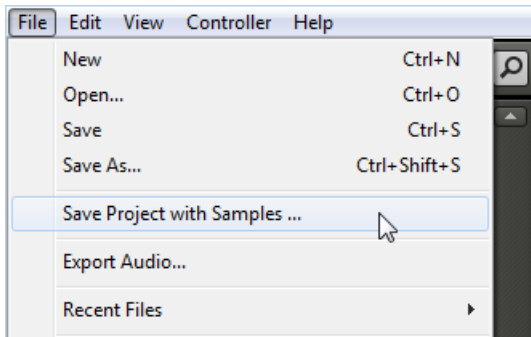 File Edit View Controller Help
New Ctrl+N
Open... Ctrl+O
Save Ctrl+S
Save As... Ctrl+Shift+S
Save Project with Samples ...
Export Audio...
Recent Files